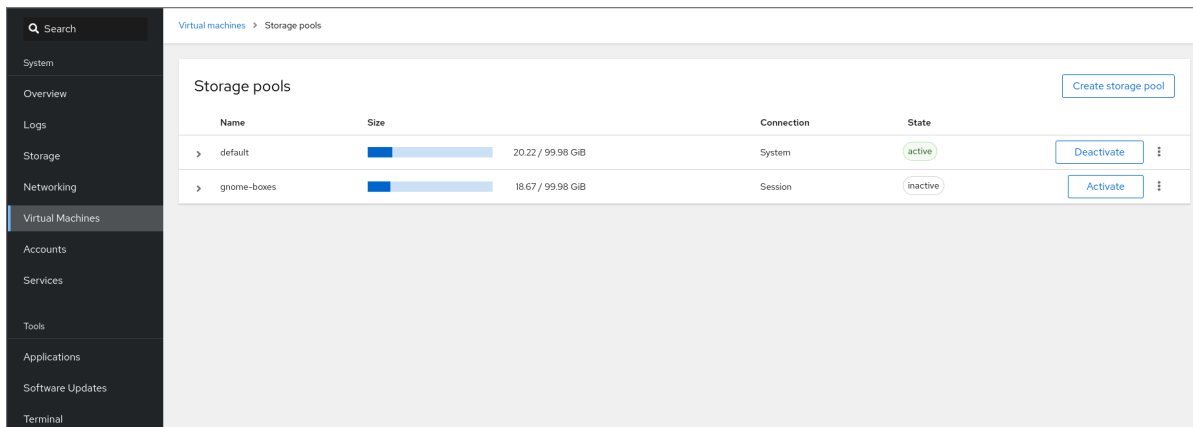 Search
System
Overview
Logs
Storage
Networking
Virtual Machines
Accounts
Services
Tools
Applications
Software Updates
Terminal
Virtual machines > Storage pools
Storage pools
Create storage pool
Name Size Connection State
default 20.22 / 99.98 GiB System active Deactivate
gnome-boxes 18.67 / 99.98 GiB Session inactive Activate